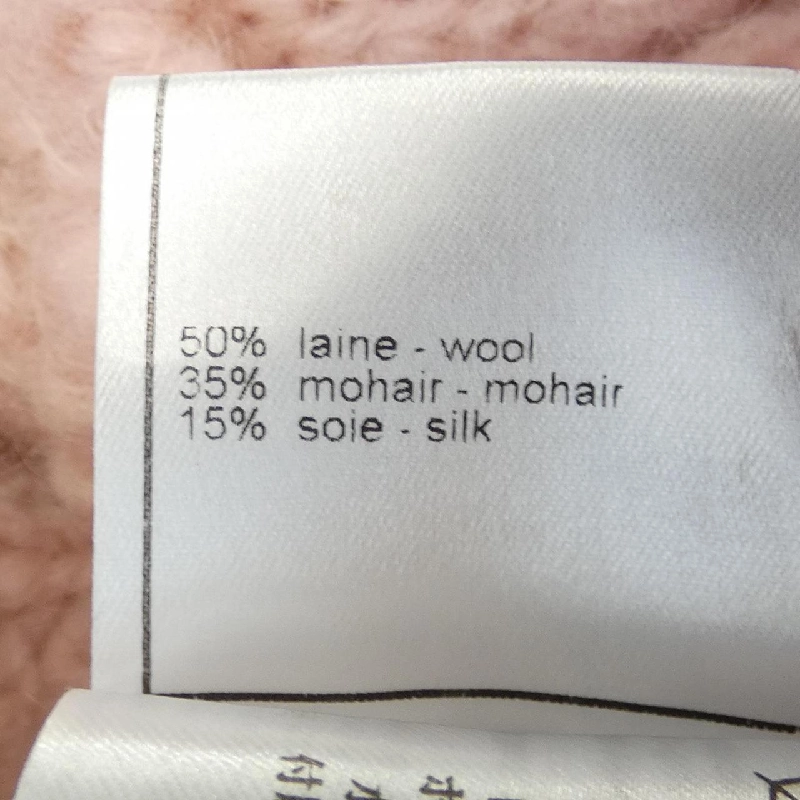 50% laine - wool
35% mohair - mohair
15% soie - silk